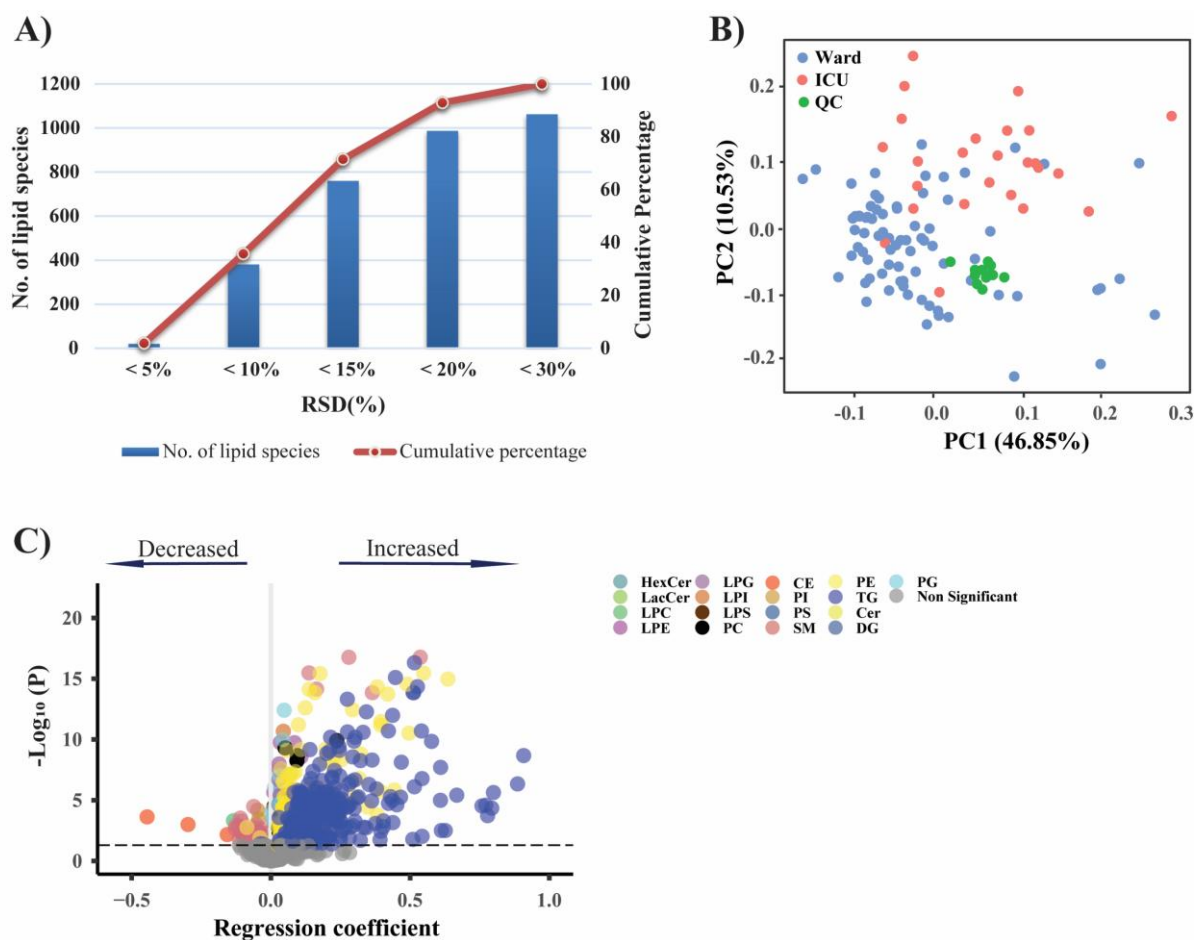 A)
1200
1000
800
600
400
200
0
No. of lipid species
100
80
60
40
20
0
Cumulative Percentage
< 5% < 10% < 15% < 20% < 30%
RSD(%)
No. of lipid species Cumulative percentage
B)
Ward
ICU
QC
0.2
0.1
0.0
-0.1
-0.2
PC2 (10.53%)
-0.1 0.0 0.1 0.2 0.3
PC1 (46.85%)
C)
Decreased Increased
20
15
10
5
0
-Log₁₀ (P)
−0.5 0.0 0.5 1.0
Regression coefficient
HexCer LPG CE PE PG
LacCer LPI PI TG Non Significant
LPC LPS PS Cer
LPE PC SM DG